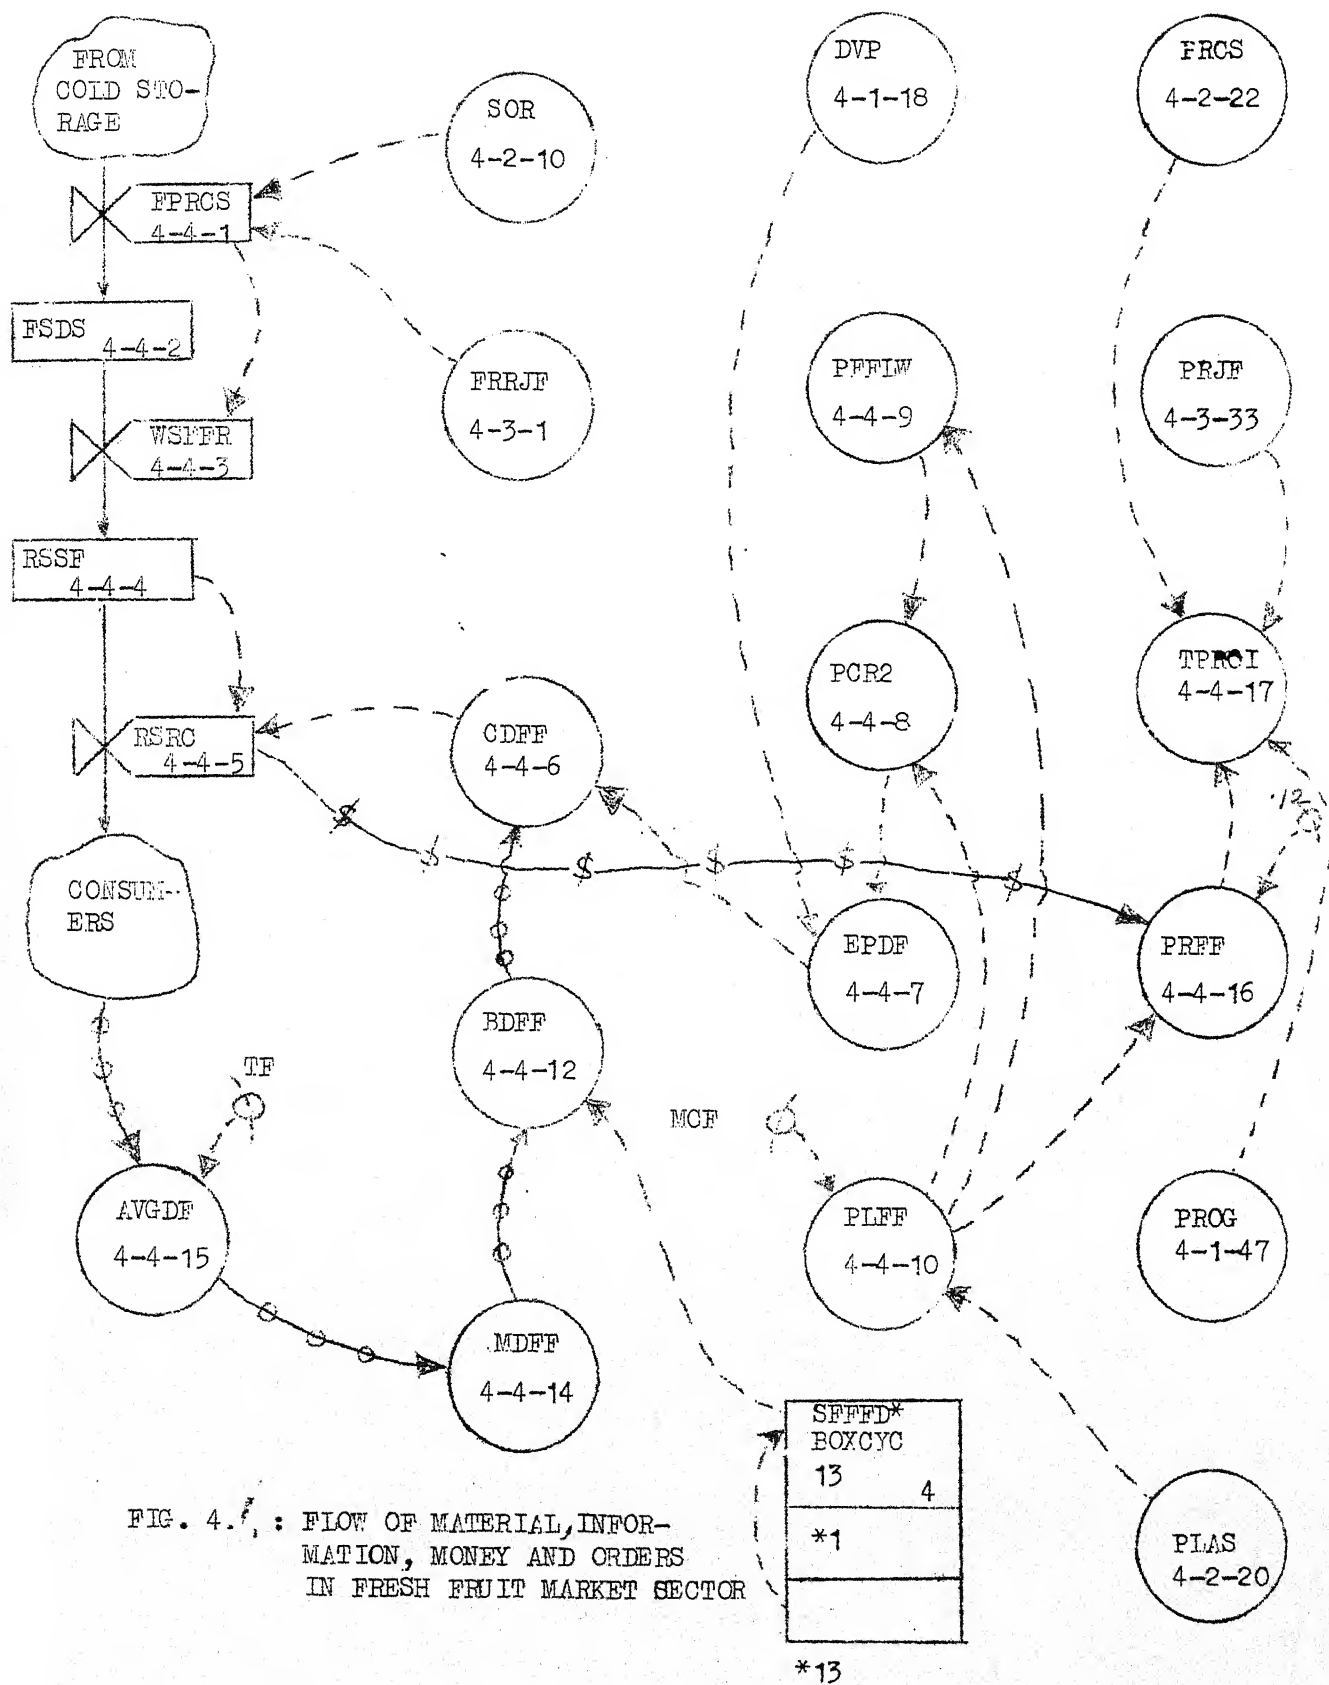 FROM
COLD STO-
RAGE
SOR
4-2-10
DVP
4-1-18
PRCS
4-2-22
FPRCS
4-4-1
FSDS
4-4-2
FRRJF
4-3-1
PFFLW
4-4-9
PRJF
4-3-33
WSFFR
4-4-3
RSSF
4-4-4
PCR2
4-4-8
TPROI
4-4-17
RSRC
4-4-5
CDFF
4-4-6
$ $ $ $ $ $
.12
CONSUM-
ERS
EPDF
4-4-7
PRFF
4-4-16
BDFF
4-4-12
TF
MCF
AVGDF
4-4-15
PLFF
4-4-10
PROG
4-1-47
MDFF
4-4-14
SFFFD*
BOXCYC
13
4
*1
*13
PLAS
4-2-20
FIG. 4. : FLOW OF MATERIAL, INFOR-
MATION, MONEY AND ORDERS
IN FRESH FRUIT MARKET SECTOR